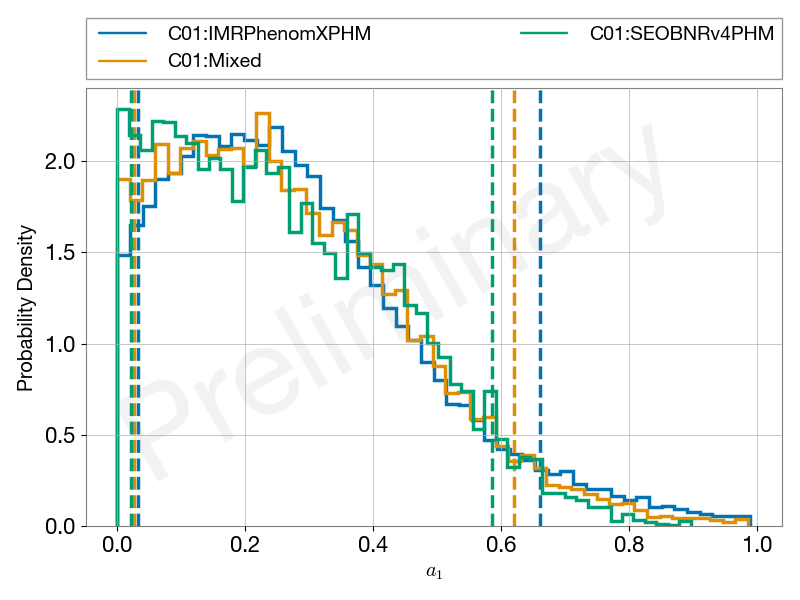 C01:IMRPhenomXPHM
C01:SEOBNRv4PHM
C01:Mixed
Preliminary
Probability Density
2.0
1.5
1.0
0.5
0.0
0.0 0.2 0.4 0.6 0.8 1.0
a₁